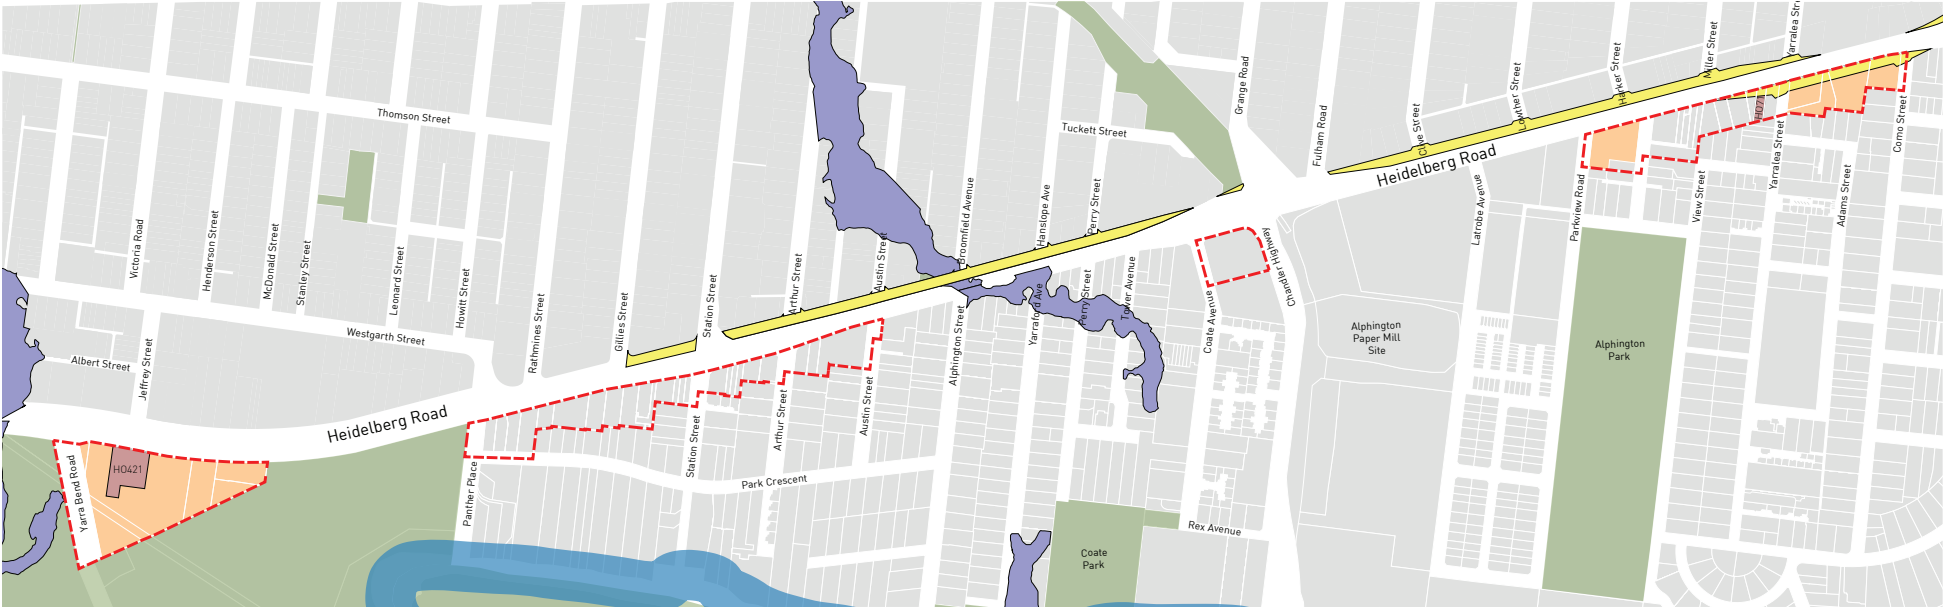 Thomson Street
Victoria Road
Henderson Street
McDonald Street
Stanley Street
Leonard Street
Howitt Street
Rathmines Street
Westgarth Street
Albert Street
Jeffrey Street
Heidelberg Road
HO421
Yarra Bend Road
Panther Place
Gillies Street
Station Street
Arthur Street
Austin Street
Broomfield Avenue
Hanslope Ave
Perry Street
Tuckett Street
Grange Road
Fulham Road
Clive Street
Lowther Street
Harker Street
Miller Street
Yarralea Str
Heidelberg Road
Station Street
Arthur Street
Austin Street
Park Crescent
Alphington Street
Yarraford Ave
Perry Street
Tower Avenue
Coate Avenue
Chandler Highway
Rex Avenue
Coate
Park
Alphington
Paper Mill
Site
Latrobe Avenue
Parkview Road
Alphington
Park
View Street
HO71
Yarralea Street
Adams Street
Como Street